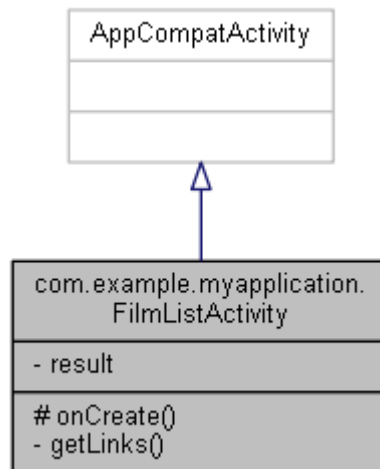 AppCompatActivity
com.example.myapplication.
FilmListActivity
- result
# onCreate()
- getLinks()